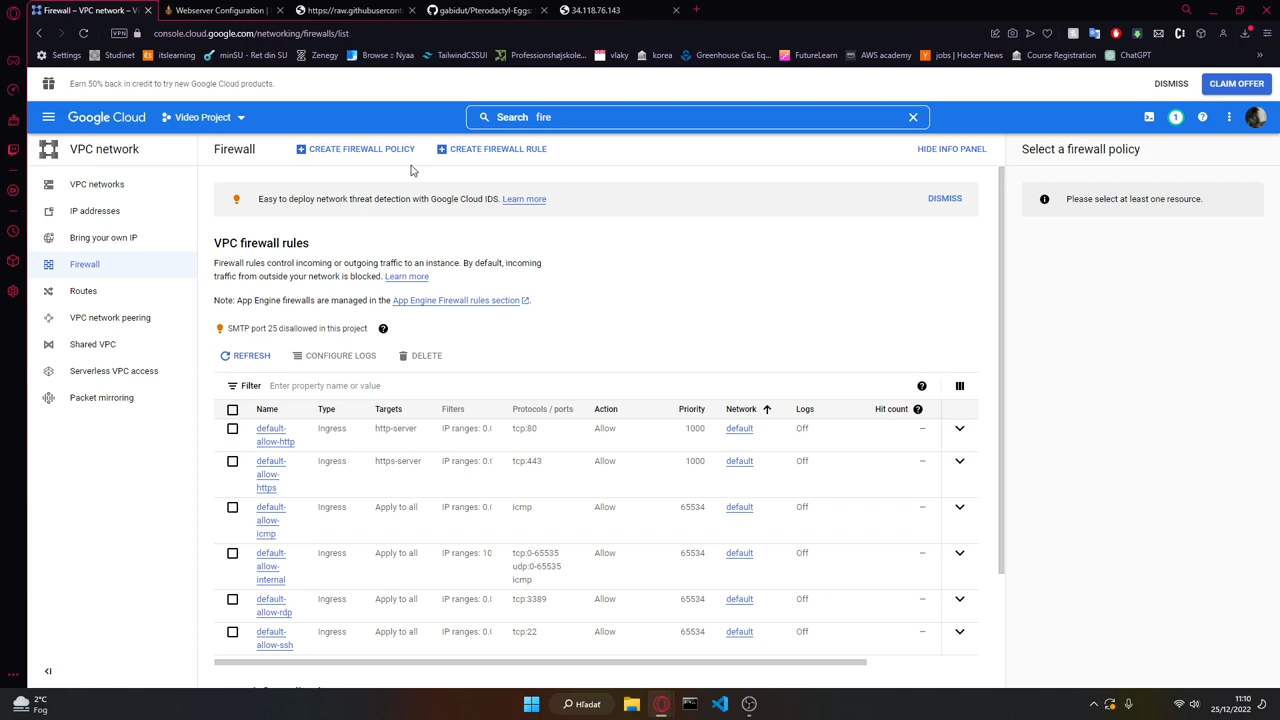 Firewall – VPC network – Vi
Webserver Configuration |
https://raw.githubuserconte
gabidut/Pterodactyl-Eggs:
34.118.76.143
VPN
console.cloud.google.com/networking/firewalls/list
Settings
Studinet
itslearning
minSU - Ret din SU
Zenegy
Browse :: Nyaa
TailwindCSSUI
Professionshøjskole...
vlaky
korea
Greenhouse Gas Equ...
FutureLearn
AWS academy
jobs | Hacker News
Course Registration
ChatGPT
Earn 50% back in credit to try new Google Cloud products.
DISMISS
CLAIM OFFER
Google Cloud
Video Project
Search fire
1
VPC network
Firewall
CREATE FIREWALL POLICY
CREATE FIREWALL RULE
HIDE INFO PANEL
Select a firewall policy
VPC networks
IP addresses
Bring your own IP
Firewall
Routes
VPC network peering
Shared VPC
Serverless VPC access
Packet mirroring
Easy to deploy network threat detection with Google Cloud IDS. Learn more
DISMISS
Please select at least one resource.
VPC firewall rules
Firewall rules control incoming or outgoing traffic to an instance. By default, incoming
traffic from outside your network is blocked. Learn more
Note: App Engine firewalls are managed in the App Engine Firewall rules section.
SMTP port 25 disallowed in this project
REFRESH
CONFIGURE LOGS
DELETE
Filter Enter property name or value
Name Type Targets Filters Protocols / ports Action Priority Network Logs Hit count
default-allow-http Ingress http-server IP ranges: 0.( tcp:80 Allow 1000 default Off –
default-allow-https Ingress https-server IP ranges: 0.( tcp:443 Allow 1000 default Off –
default-allow-icmp Ingress Apply to all IP ranges: 0.( icmp Allow 65534 default Off –
default-allow-internal Ingress Apply to all IP ranges: 10 tcp:0-65535 udp:0-65535 icmp Allow 65534 default Off –
default-allow-rdp Ingress Apply to all IP ranges: 0.( tcp:3389 Allow 65534 default Off –
default-allow-ssh Ingress Apply to all IP ranges: 0.( tcp:22 Allow 65534 default Off –
2°C
Fog
Hľadať
11:10
25/12/2022